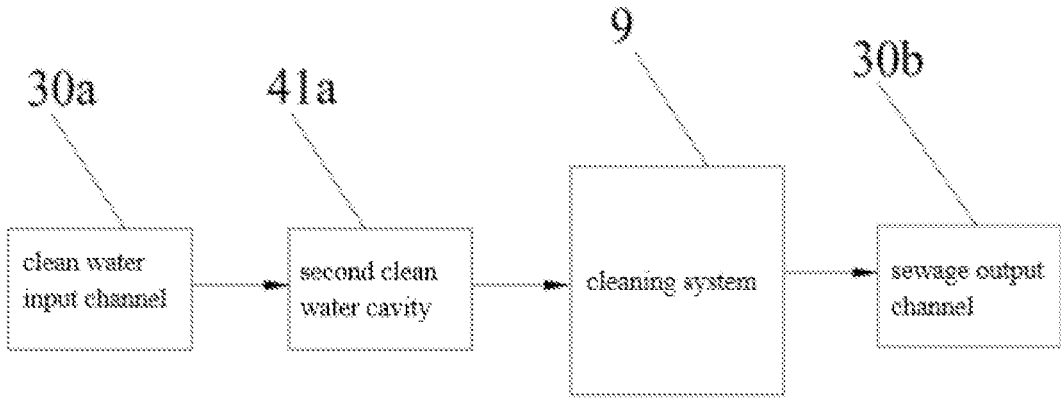 9
30a
41a
30b
clean water
input channel
second clean
water cavity
cleaning system
sewage output
channel